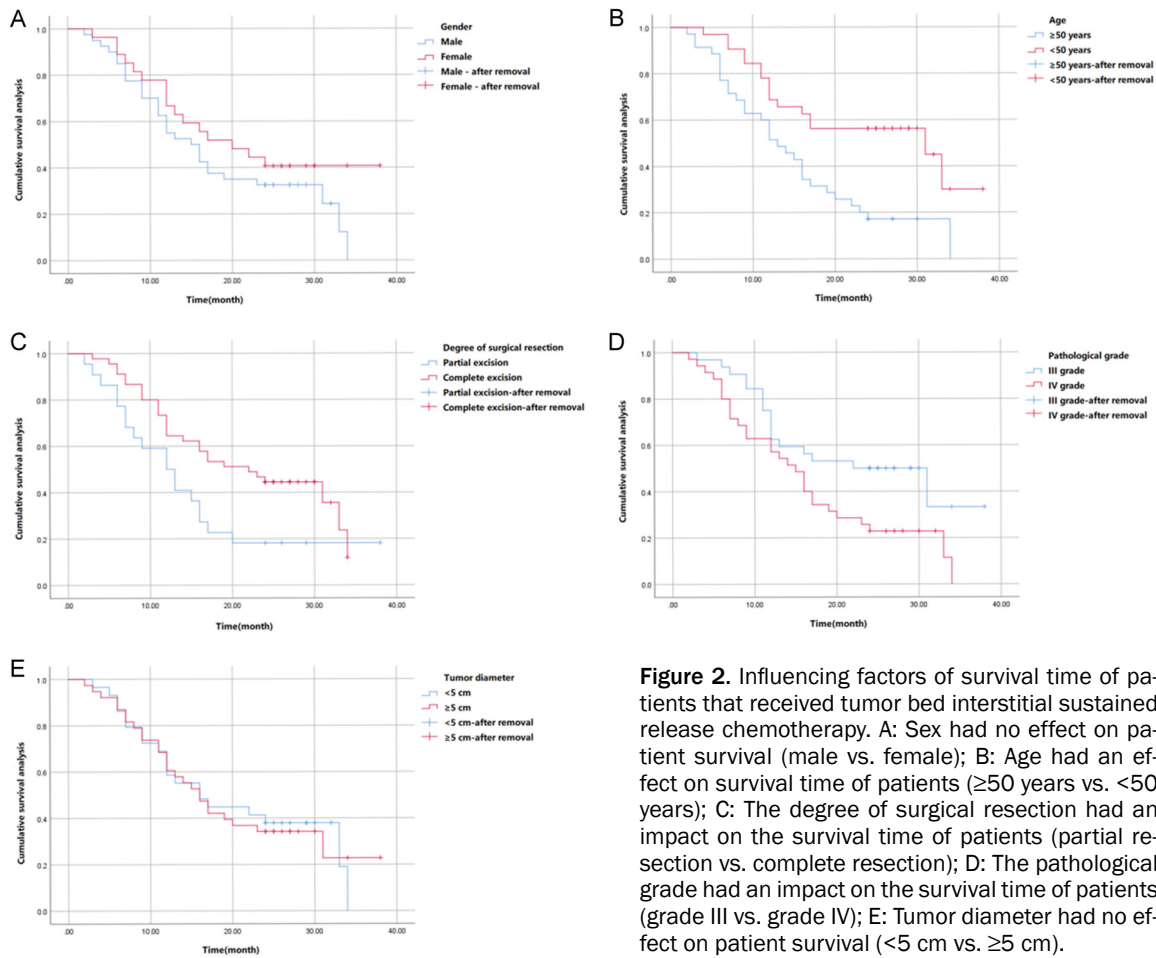 A
Gender
Male
Female
Male - after removal
Female - after removal
Cumulative survival analysis
1.0
0.8
0.6
0.4
0.2
0.0
.00 10.00 20.00 30.00 40.00
Time(month)
B
Age
≥50 years
<50 years
≥50 years-after removal
<50 years-after removal
Cumulative survival analysis
1.0
0.8
0.6
0.4
0.2
0.0
.00 10.00 20.00 30.00 40.00
Time(month)
C
Degree of surgical resection
Partial excision
Complete excision
Partial excision-after removal
Complete excision-after removal
Cumulative survival analysis
1.0
0.8
0.6
0.4
0.2
0.0
.00 10.00 20.00 30.00 40.00
Time(month)
D
Pathological grade
III grade
IV grade
III grade-after removal
IV grade-after removal
Cumulative survival analysis
1.0
0.8
0.6
0.4
0.2
0.0
.00 10.00 20.00 30.00 40.00
Time(month)
E
Tumor diameter
<5 cm
≥5 cm
<5 cm-after removal
≥5 cm-after removal
Cumulative survival analysis
1.0
0.8
0.6
0.4
0.2
0.0
.00 10.00 20.00 30.00 40.00
Time(month)
Figure 2. Influencing factors of survival time of pa-
tients that received tumor bed interstitial sustained
release chemotherapy. A: Sex had no effect on pa-
tient survival (male vs. female); B: Age had an ef-
fect on survival time of patients (≥50 years vs. <50
years); C: The degree of surgical resection had an
impact on the survival time of patients (partial re-
section vs. complete resection); D: The pathological
grade had an impact on the survival time of patients
(grade III vs. grade IV); E: Tumor diameter had no ef-
fect on patient survival (<5 cm vs. ≥5 cm).